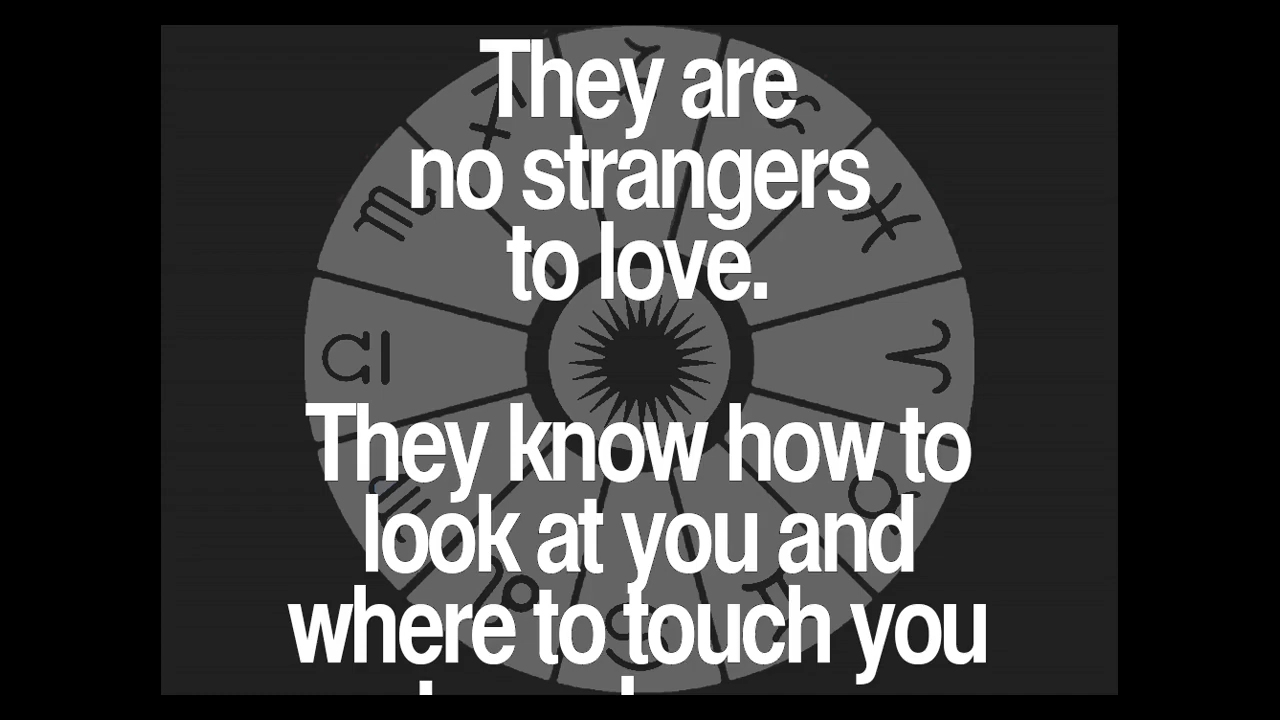 They are
no strangers
to love.
They know how to
look at you and
where to touch you